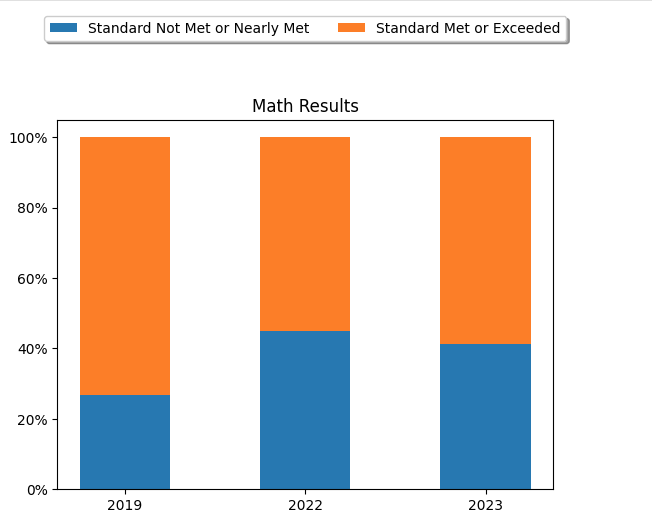 Standard Not Met or Nearly Met Standard Met or Exceeded
Math Results
100%
80%
60%
40%
20%
0%
2019 2022 2023